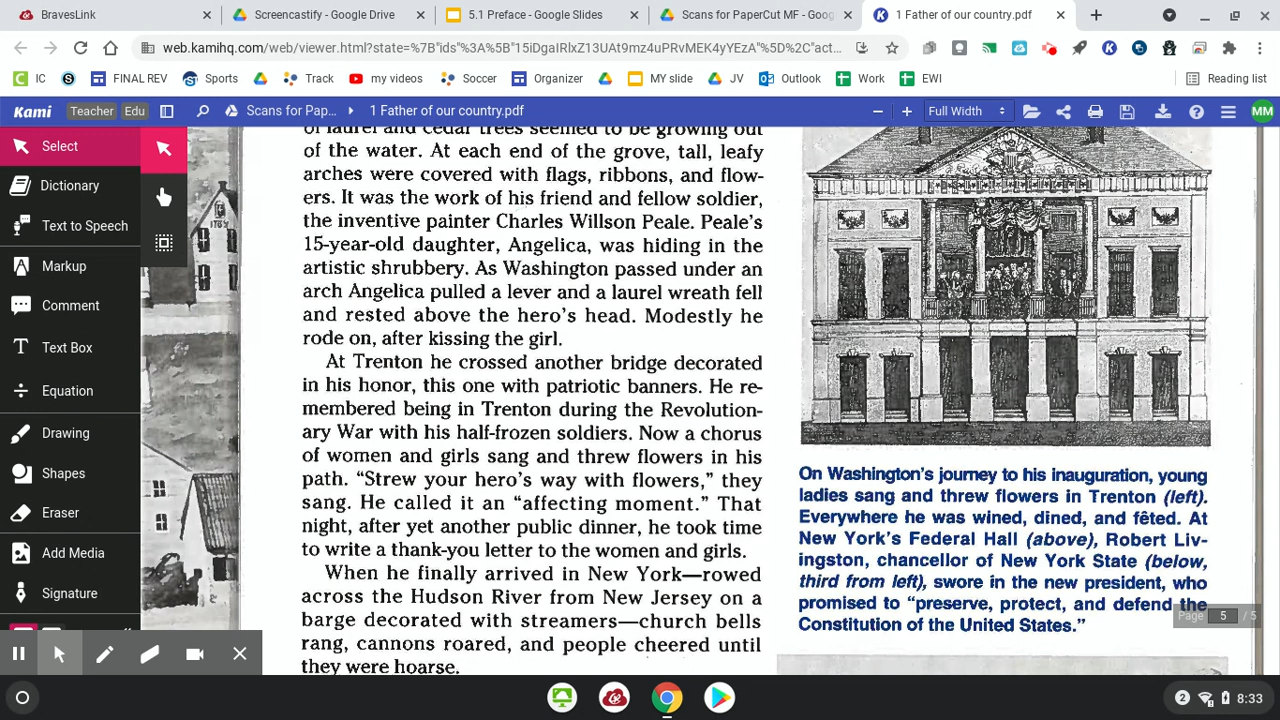 BravesLink
Screencastify - Google Drive
5.1 Preface - Google Slides
Scans for PaperCut MF - Goog
1 Father of our country.pdf
web.kamihq.com/web/viewer.html?state=%7B"ids"%3A%5B"15iDgaIRlxZ13UAt9mz4uPRvMEK4yYEzA"%5D%2C"act...
IC
FINAL REV
Sports
Track
my videos
Soccer
Organizer
MY slide
JV
Outlook
Work
EWI
Reading list
Kami
Teacher
Edu
Scans for Pap...
1 Father of our country.pdf
Full Width
MM
Select
Dictionary
Text to Speech
Markup
Comment
Text Box
Equation
Drawing
Shapes
Eraser
Add Media
Signature
of laurel and cedar trees seemed to be growing out
of the water. At each end of the grove, tall, leafy
arches were covered with flags, ribbons, and flow-
ers. It was the work of his friend and fellow soldier,
the inventive painter Charles Willson Peale. Peale's
15-year-old daughter, Angelica, was hiding in the
artistic shrubbery. As Washington passed under an
arch Angelica pulled a lever and a laurel wreath fell
and rested above the hero's head. Modestly he
rode on, after kissing the girl.
At Trenton he crossed another bridge decorated
in his honor, this one with patriotic banners. He re-
membered being in Trenton during the Revolution-
ary War with his half-frozen soldiers. Now a chorus
of women and girls sang and threw flowers in his
path. "Strew your hero's way with flowers," they
sang. He called it an "affecting moment." That
night, after yet another public dinner, he took time
to write a thank-you letter to the women and girls.
When he finally arrived in New York—rowed
across the Hudson River from New Jersey on a
barge decorated with streamers—church bells
rang, cannons roared, and people cheered until
they were hoarse.
On Washington's journey to his inauguration, young
ladies sang and threw flowers in Trenton (left).
Everywhere he was wined, dined, and fêted. At
New York's Federal Hall (above), Robert Liv-
ingston, chancellor of New York State (below,
third from left), swore in the new president, who
promised to "preserve, protect, and defend the
Constitution of the United States."
Page 5 / 5
2
8:33